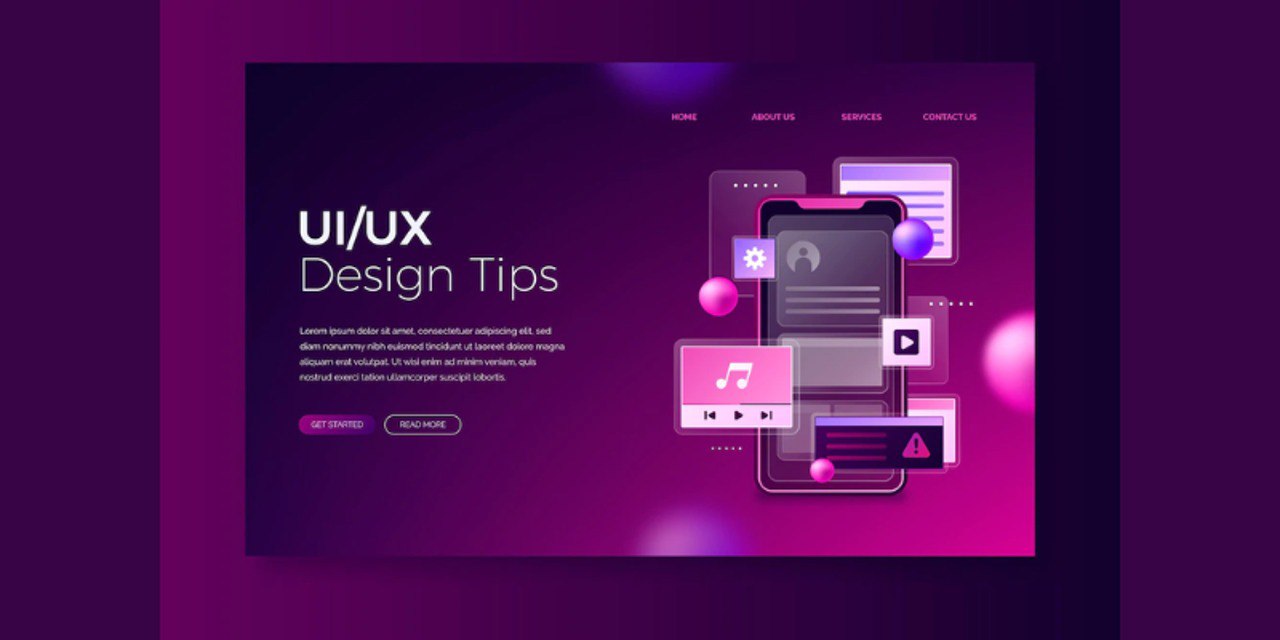 HOME ABOUT US SERVICES CONTACT US
UI/UX
Design Tips
Lorem ipsum dolor sit amet, consectetuer adipiscing elit, sed
diam nonummy nibh euismod tincidunt ut laoreet dolore magna
aliquam erat volutpat. Ut wisi enim ad minim veniam, quis
nostrud exerci tation ullamcorper suscipit lobortis.
GET STARTED READ MORE